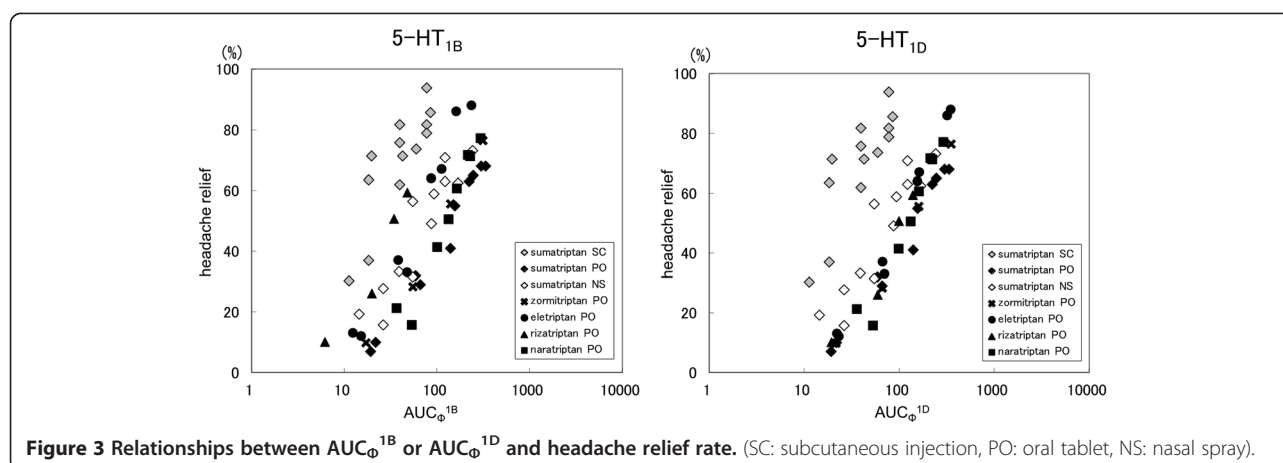 5-HT1B
(%)
100
80
60
40
20
0
headache relief
sumatriptan SC
sumatriptan PO
sumatriptan NS
zormitriptan PO
eletriptan PO
rizatriptan PO
naratriptan PO
1
10
100
1000
10000
AUCΦ1B
5-HT1D
(%)
100
80
60
40
20
0
headache relief
sumatriptan SC
sumatriptan PO
sumatriptan NS
zormitriptan PO
eletriptan PO
rizatriptan PO
naratriptan PO
1
10
100
1000
10000
AUCΦ1D
Figure 3 Relationships between AUCΦ1B or AUCΦ1D and headache relief rate. (SC: subcutaneous injection, PO: oral tablet, NS: nasal spray).